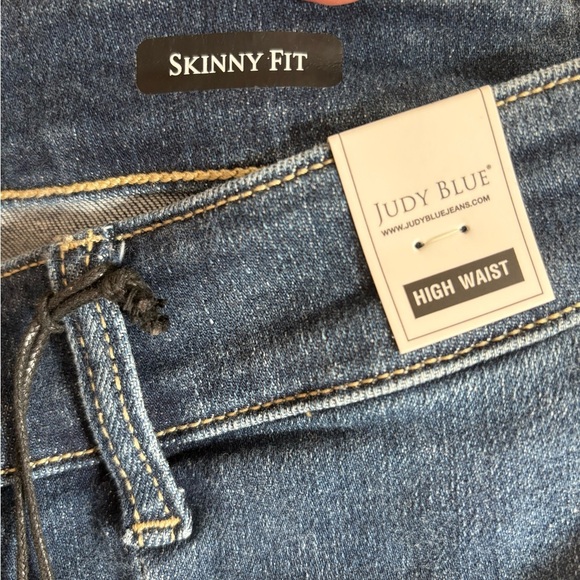 SKINNY FIT
JUDY BLUE®
WWW.JUDYBLUEJEANS.COM
HIGH WAIST